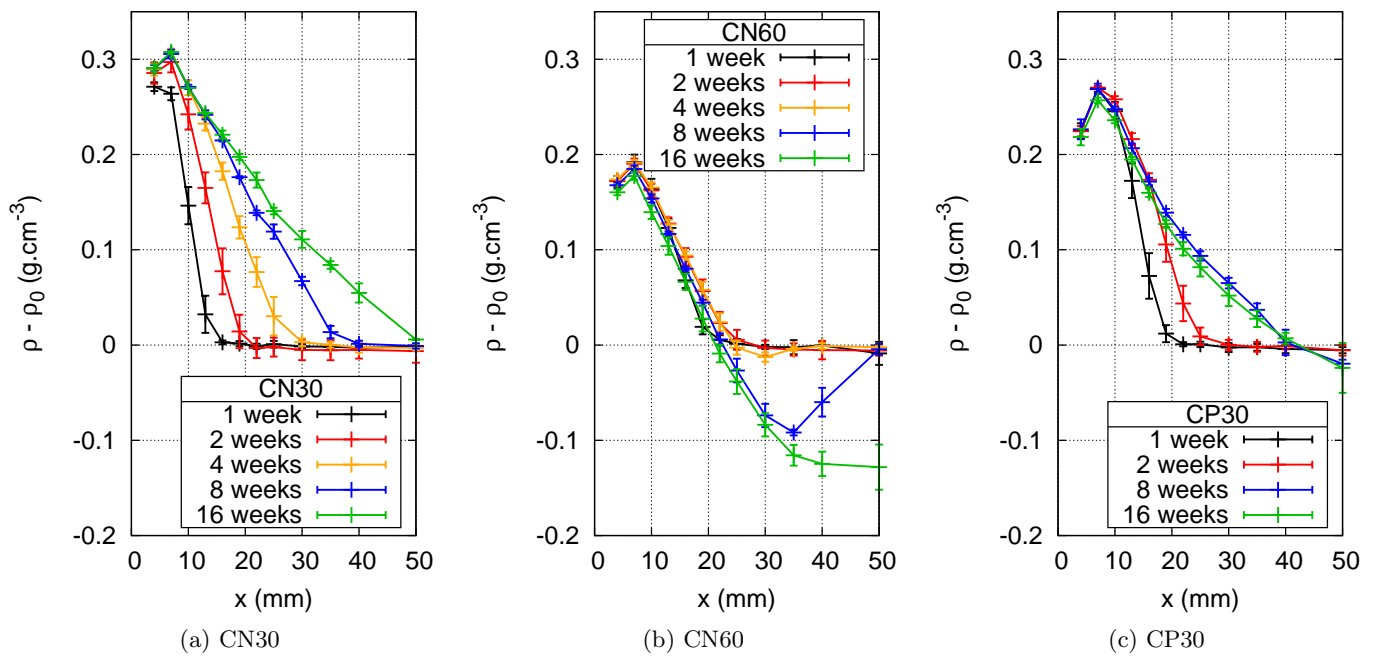 0.3
0.2
0.1
0
-0.1
-0.2
ρ - ρ0 (g.cm-3)
CN30
1 week
2 weeks
4 weeks
8 weeks
16 weeks
0 10 20 30 40 50
x (mm)
(a) CN30
0.3
0.2
0.1
0
-0.1
-0.2
ρ - ρ0 (g.cm-3)
CN60
1 week
2 weeks
4 weeks
8 weeks
16 weeks
0 10 20 30 40 50
x (mm)
(b) CN60
0.3
0.2
0.1
0
-0.1
-0.2
ρ - ρ0 (g.cm-3)
CP30
1 week
2 weeks
8 weeks
16 weeks
0 10 20 30 40 50
x (mm)
(c) CP30